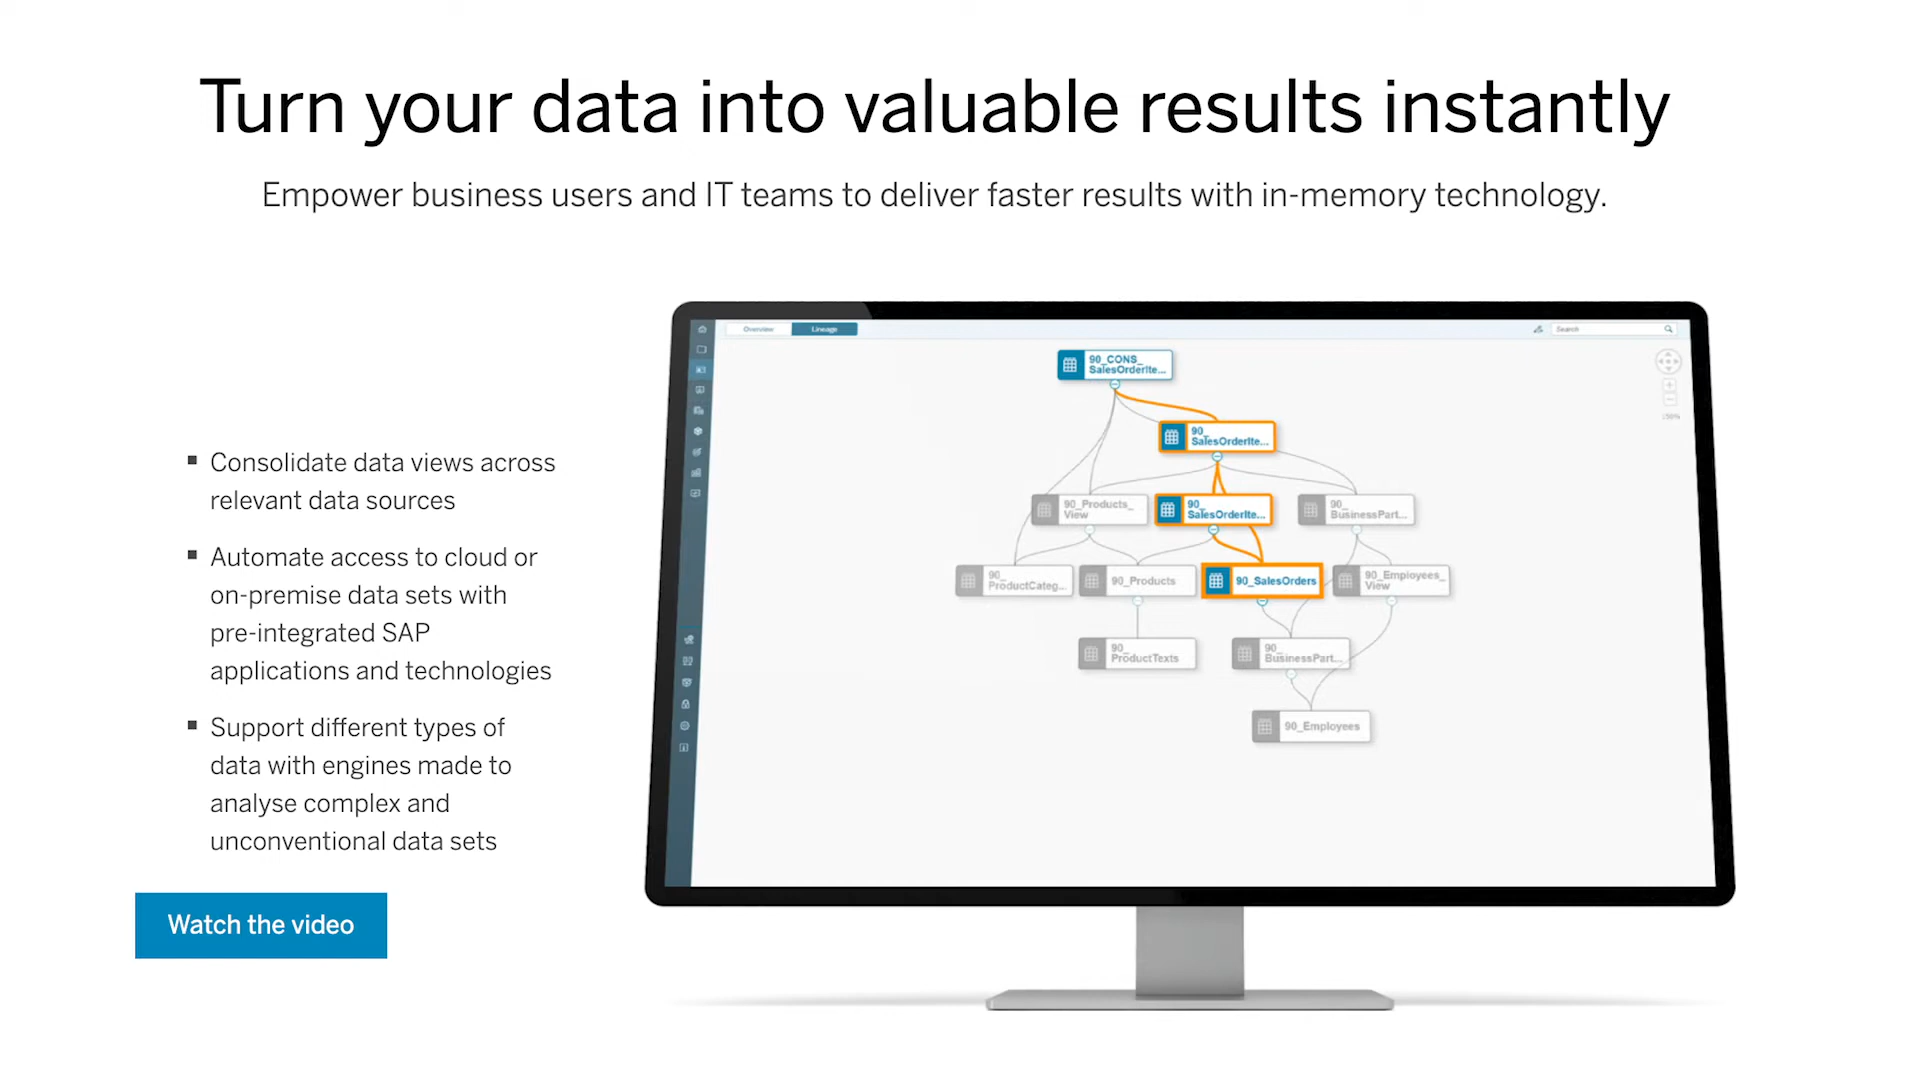 Turn your data into valuable results instantly
Empower business users and IT teams to deliver faster results with in-memory technology.
▪ Consolidate data views across
relevant data sources
▪ Automate access to cloud or
on-premise data sets with
pre-integrated SAP
applications and technologies
▪ Support different types of
data with engines made to
analyse complex and
unconventional data sets
Watch the video
Overview
Lineage
Search
90_CONS_
SalesOrderIte...
90_
SalesOrderIte...
90_Products_
View
90_
SalesOrderIte...
90_
BusinessPart...
90_
ProductCateg...
90_Products
90_SalesOrders
90_Employees_
View
90_
ProductTexts
90_
BusinessPart...
90_Employees